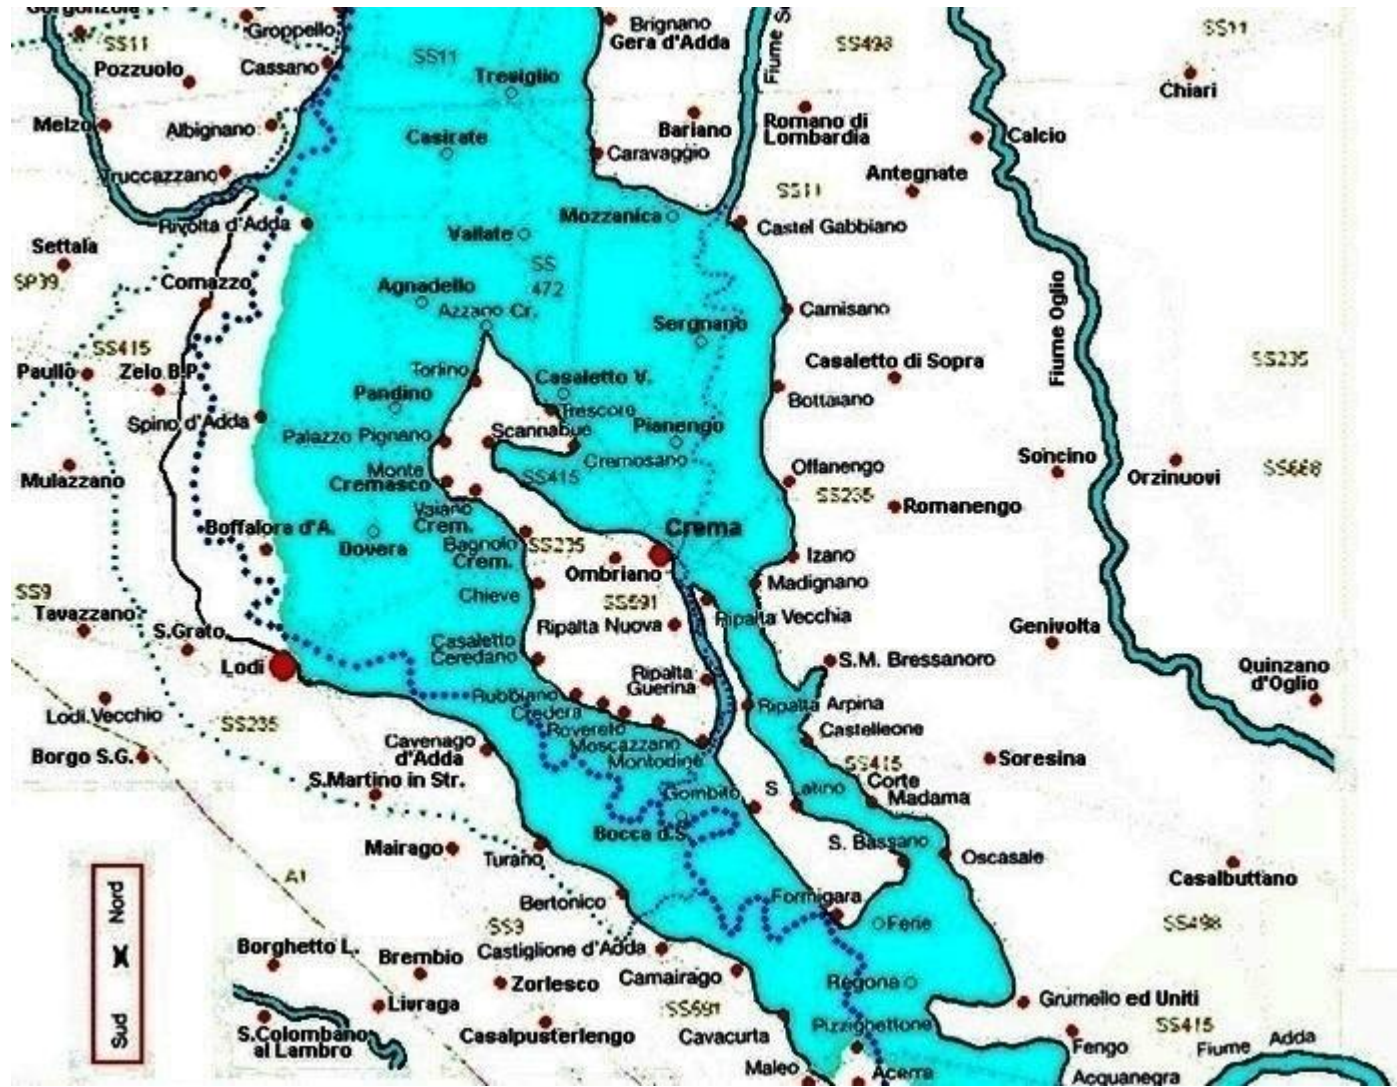 Gorgonzola
Groppello
Brignano
Gera d'Adda
SS11
SS11
SS498
SS11
Pozzuolo
Cassano
Treviglio
Chiari
Melzo
Albignano
Casirate
Bariano
Romano di
Lombardia
Calcio
Caravaggio
Truccazzano
Antegnate
SS11
Rivolta d'Adda
Mozzanica
Castel Gabbiano
Settala
Vailate
SP39
Comazzo
SS
472
Agnadello
Azzano Cr.
Camisano
Sergnano
Fiume Oglio
SS415
SS235
Paullo
Zelo B.P.
Torlino
Casaletto V.
Casaletto di Sopra
Pandino
Trescore
Bottaiano
Spino d'Adda
Palazzo Pignano
Scannabue
Pianengo
Cremosano
Mulazzano
Monte
Cremasco
SS415
Offanengo
SS235
Soncino
Orzinuovi
SS668
Romanengo
Vaiano
Crem.
Boffalora d'A.
Dovera
Bagnolo
Crem.
SS235
Crema
Izano
Ombriano
Madignano
SS9
Chieve
SS591
Tavazzano
Ripalta Nuova
Ripalta Vecchia
S.Grato
Genivolta
Casaletto
Ceredano
S.M. Bressanoro
Lodi
Ripalta
Guerina
Quinzano
d'Oglio
Rubbiano
Lodi Vecchio
SS235
Credera
Ripalta Arpina
Rovereto
Castelleone
Borgo S.G.
Cavenago
d'Adda
Moscazzano
Montodine
SS415
Soresina
S.Martino in Str.
Corte
Madama
Gombito
S
atino
Bocca d.S.
Mairago
Turano
S. Bassano
Oscasale
A1
Casalbuttano
Bertonico
Formigara
Nord
Ferie
SS498
Castiglione d'Adda
Borghetto L.
Brembio
Camairago
Zorlesco
Regona
Livraga
SS591
Grumello ed Uniti
Sud
S.Colombano
al Lambro
Casalpusterlengo
Cavacurta
Pizzighettone
SS415
Fengo
Fiume
Adda
Maleo
Acerra
Acquanegra